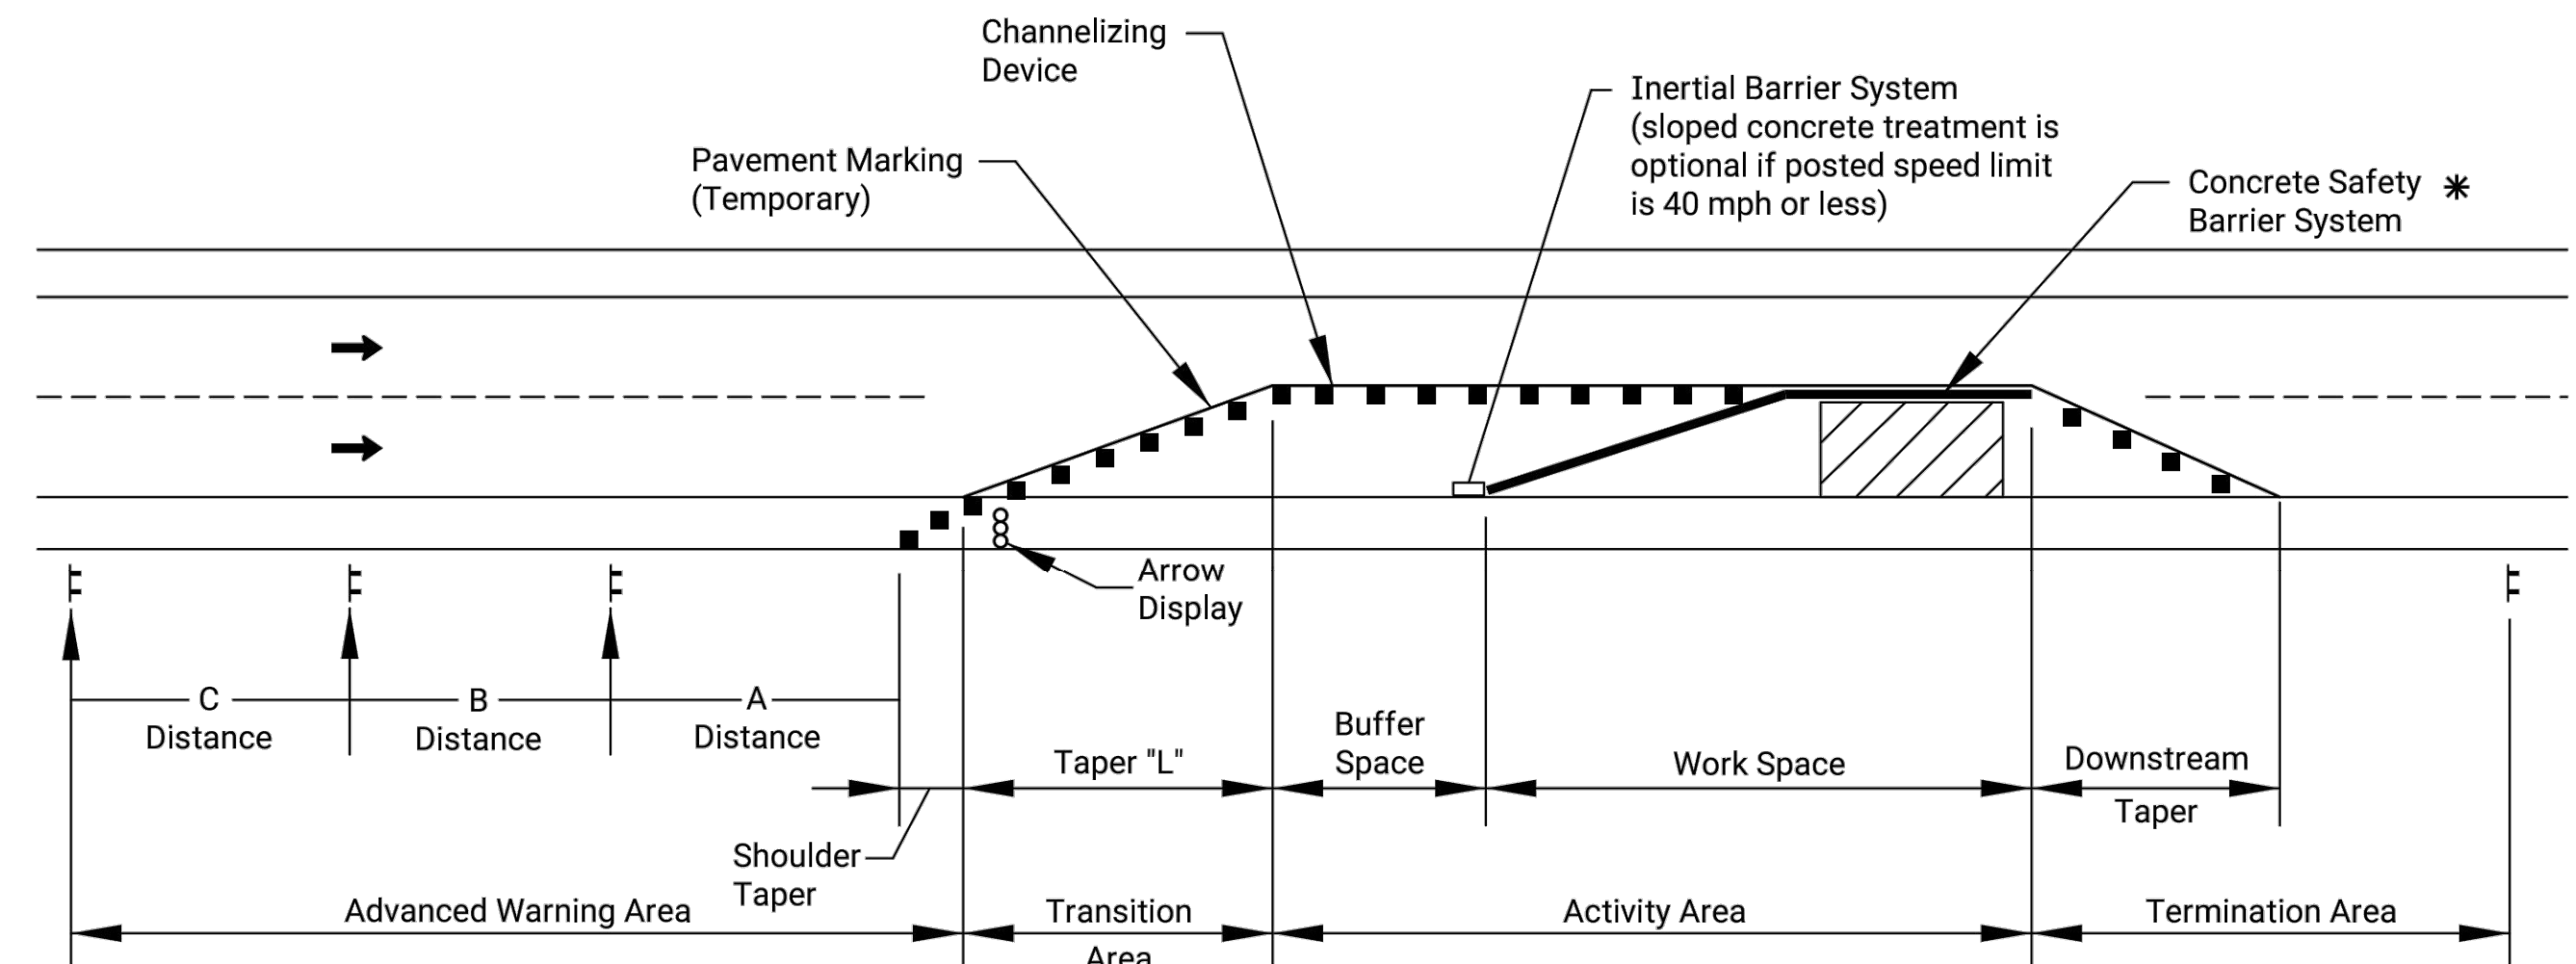 Channelizing
Device
Inertial Barrier System
(sloped concrete treatment is
optional if posted speed limit
is 40 mph or less)
Pavement Marking
(Temporary)
Concrete Safety *
Barrier System
Arrow
Display
C
Distance
B
Distance
A
Distance
Shoulder
Taper
Taper "L"
Buffer
Space
Work Space
Downstream
Taper
Advanced Warning Area
Transition
Area
Activity Area
Termination Area